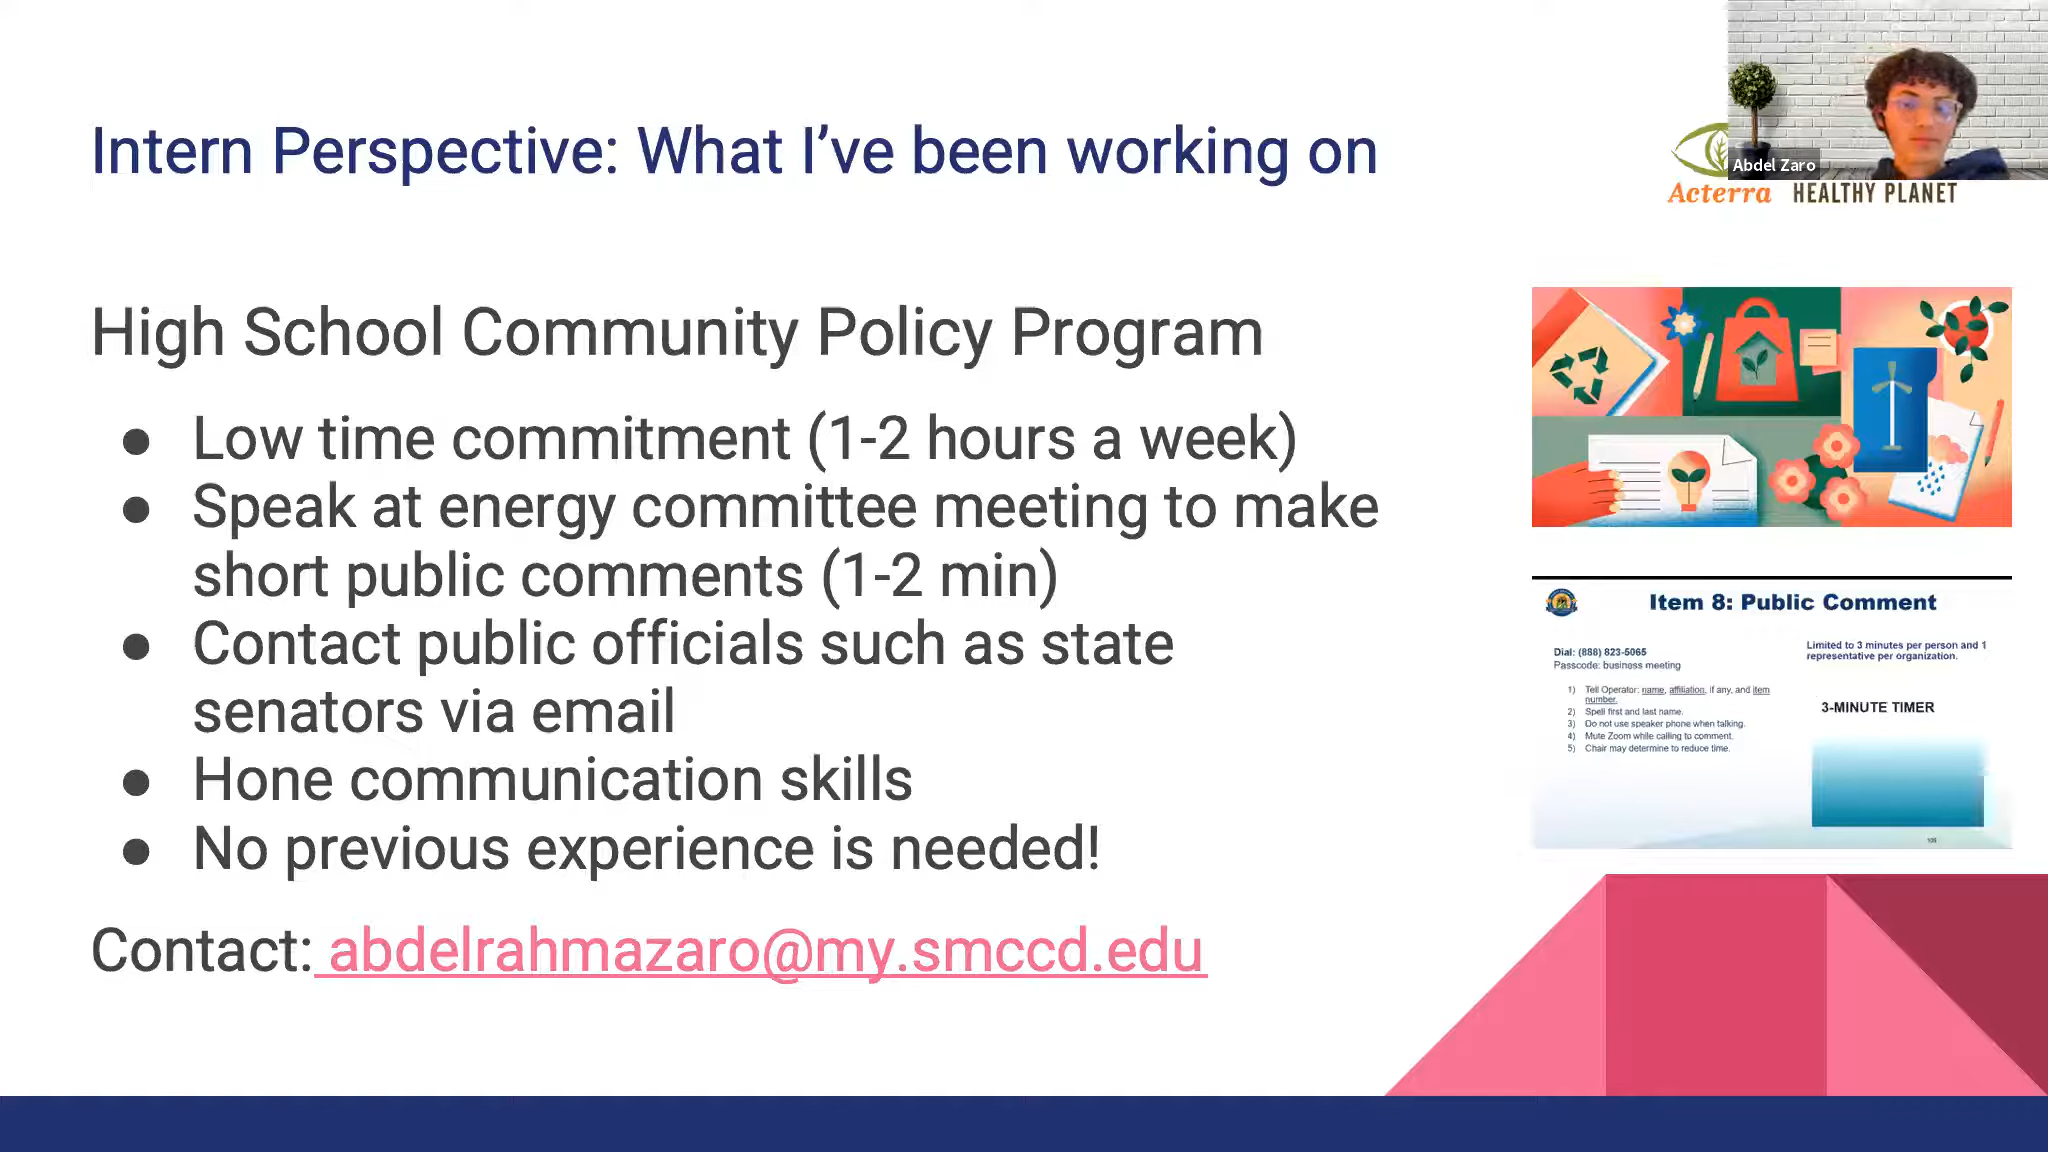 Intern Perspective: What I've been working on
Abdel Zaro
Acterra HEALTHY PLANET
High School Community Policy Program
● Low time commitment (1-2 hours a week)
● Speak at energy committee meeting to make
short public comments (1-2 min)
● Contact public officials such as state
senators via email
● Hone communication skills
● No previous experience is needed!
Contact: abdelrahmazaro@my.smccd.edu
Item 8: Public Comment
Dial: (888) 823-5065
Passcode: business meeting
1) Tell Operator: name, affiliation, if any, and item
number.
2) Spell first and last name.
3) Do not use speaker phone when talking.
4) Mute Zoom while calling to comment.
5) Chair may determine to reduce time.
Limited to 3 minutes per person and 1
representative per organization.
3-MINUTE TIMER